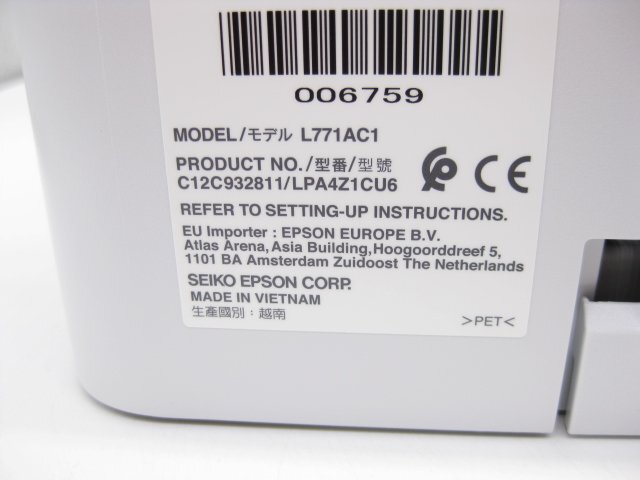 006759
MODEL/モデル L771AC1
PRODUCT NO./型番/型號
C12C932811/LPA4Z1CU6
CE
REFER TO SETTING-UP INSTRUCTIONS.
EU Importer : EPSON EUROPE B.V.
Atlas Arena, Asia Building, Hoogoorddreef 5,
1101 BA Amsterdam Zuidoost The Netherlands
SEIKO EPSON CORP.
MADE IN VIETNAM
生產國別：越南
>PET<